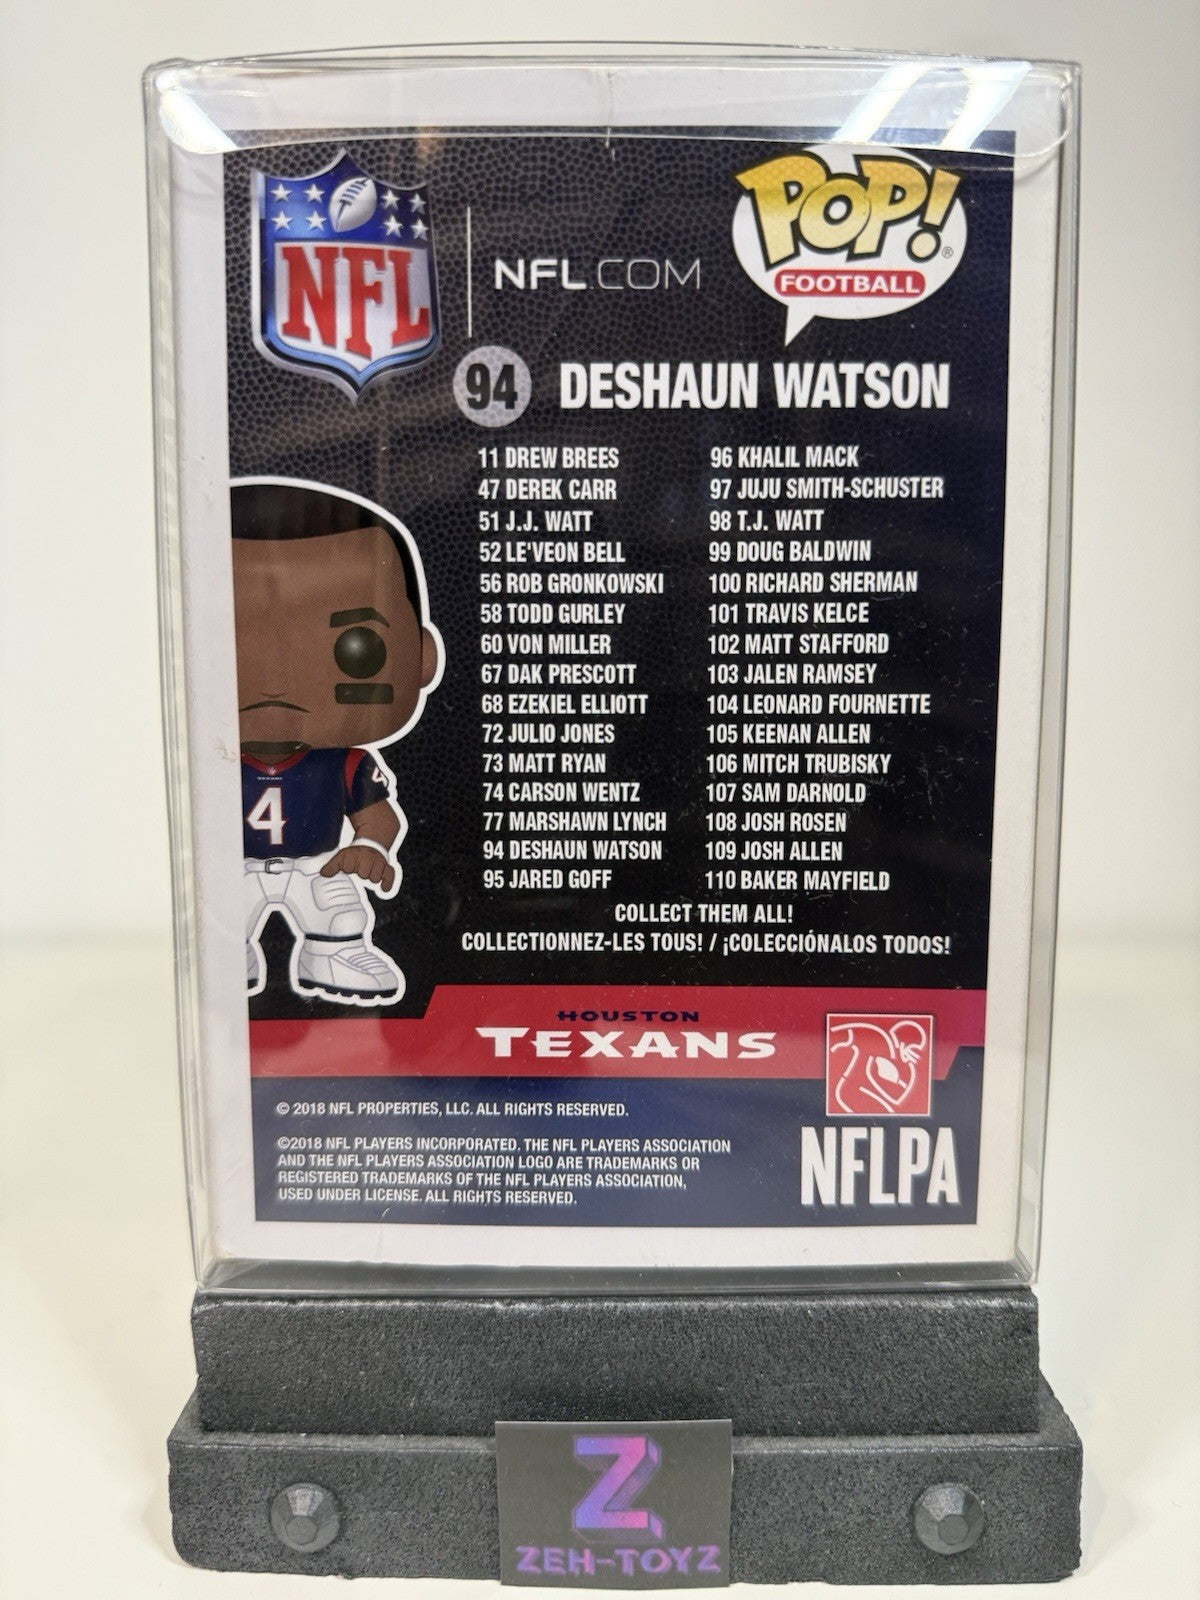 NFL
NFL.COM
POP!®
FOOTBALL
94 DESHAUN WATSON
11 DREW BREES
47 DEREK CARR
51 J.J. WATT
52 LE'VEON BELL
56 ROB GRONKOWSKI
58 TODD GURLEY
60 VON MILLER
67 DAK PRESCOTT
68 EZEKIEL ELLIOTT
72 JULIO JONES
73 MATT RYAN
74 CARSON WENTZ
77 MARSHAWN LYNCH
94 DESHAUN WATSON
95 JARED GOFF
96 KHALIL MACK
97 JUJU SMITH-SCHUSTER
98 T.J. WATT
99 DOUG BALDWIN
100 RICHARD SHERMAN
101 TRAVIS KELCE
102 MATT STAFFORD
103 JALEN RAMSEY
104 LEONARD FOURNETTE
105 KEENAN ALLEN
106 MITCH TRUBISKY
107 SAM DARNOLD
108 JOSH ROSEN
109 JOSH ALLEN
110 BAKER MAYFIELD
COLLECT THEM ALL!
COLLECTIONNEZ-LES TOUS! / ¡COLECCIÓNALOS TODOS!
4
HOUSTON
TEXANS
© 2018 NFL PROPERTIES, LLC. ALL RIGHTS RESERVED.
©2018 NFL PLAYERS INCORPORATED. THE NFL PLAYERS ASSOCIATION
AND THE NFL PLAYERS ASSOCIATION LOGO ARE TRADEMARKS OR
REGISTERED TRADEMARKS OF THE NFL PLAYERS ASSOCIATION,
USED UNDER LICENSE. ALL RIGHTS RESERVED.
NFLPA
Z
ZEH-TOYZ